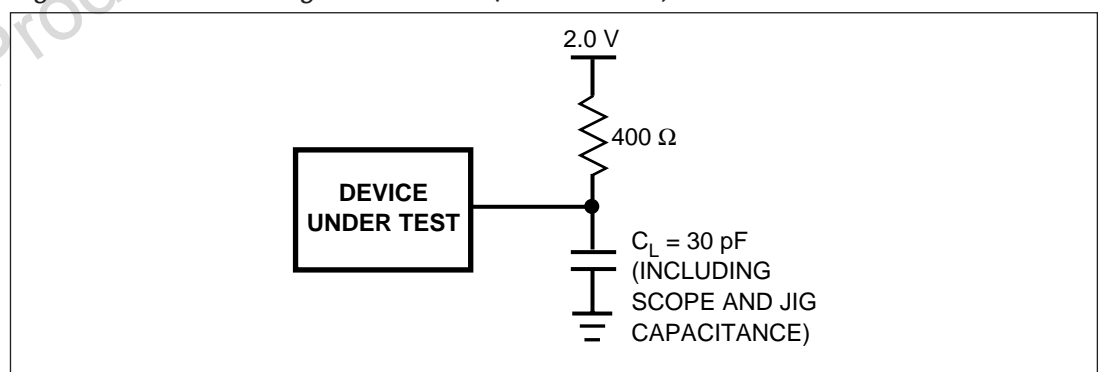 2.0 V
400 Ω
DEVICE
UNDER TEST
C_L = 30 pF
(INCLUDING
SCOPE AND JIG
CAPACITANCE)